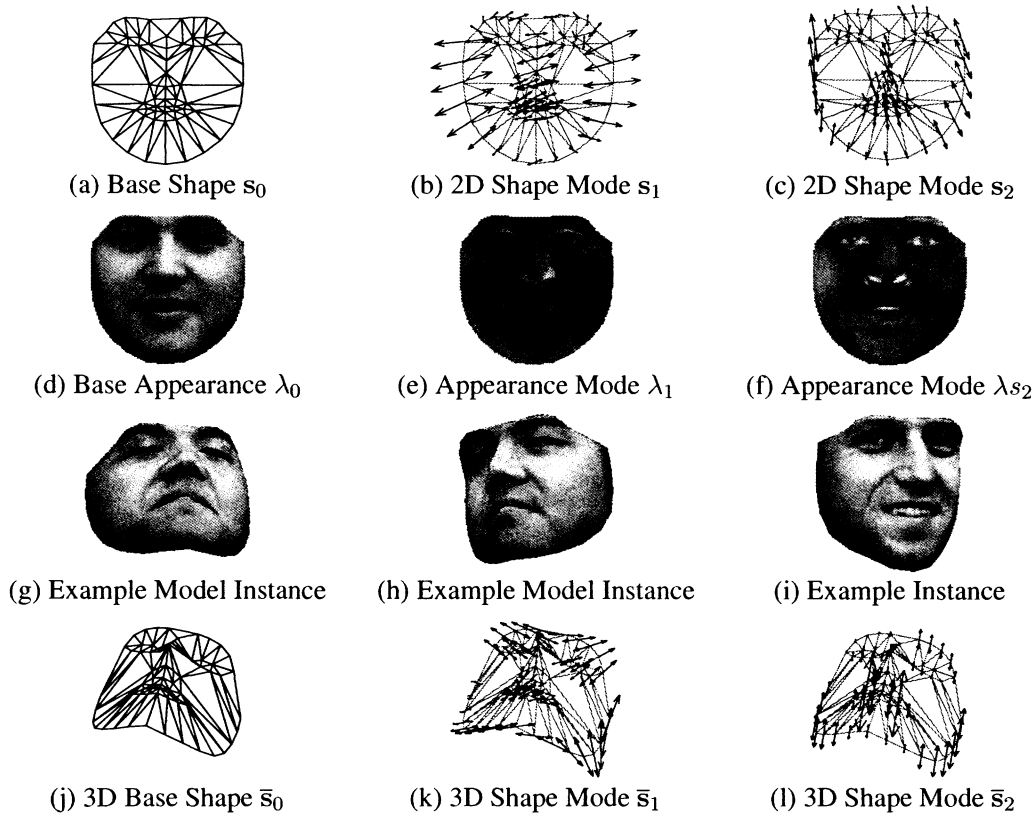 (a) Base Shape s₀
(b) 2D Shape Mode s₁
(c) 2D Shape Mode s₂
(d) Base Appearance λ₀
(e) Appearance Mode λ₁
(f) Appearance Mode λs₂
(g) Example Model Instance
(h) Example Model Instance
(i) Example Instance
(j) 3D Base Shape s̄₀
(k) 3D Shape Mode s̄₁
(l) 3D Shape Mode s̄₂